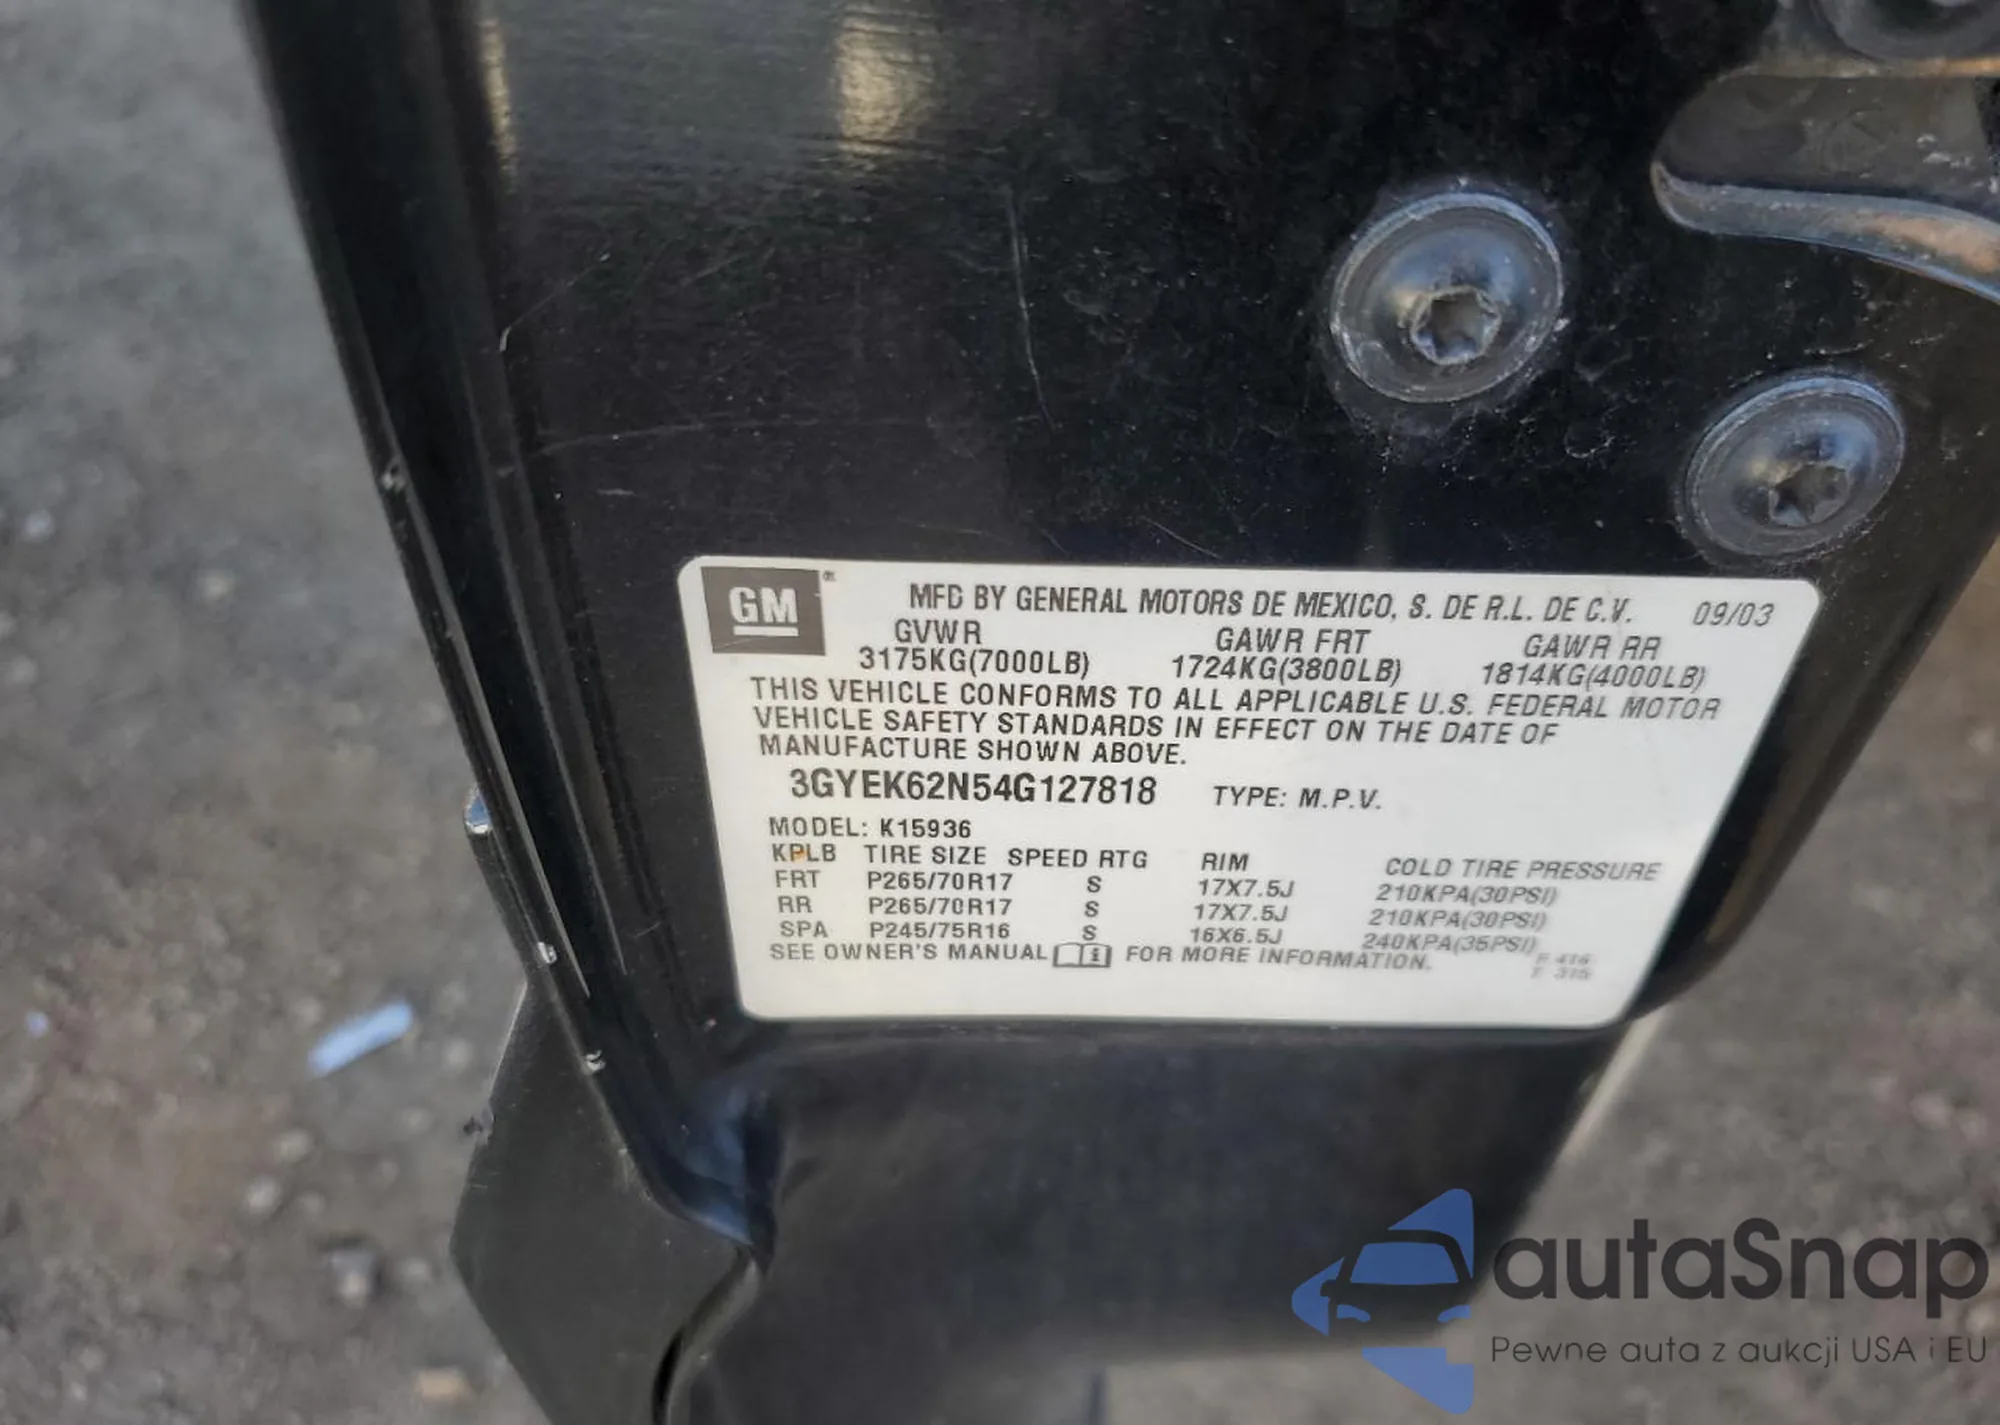 GM ®
MFD BY GENERAL MOTORS DE MEXICO, S. DE R.L. DE C.V. 09/03
GVWR GAWR FRT GAWR RR
3175KG(7000LB) 1724KG(3800LB) 1814KG(4000LB)
THIS VEHICLE CONFORMS TO ALL APPLICABLE U.S. FEDERAL MOTOR
VEHICLE SAFETY STANDARDS IN EFFECT ON THE DATE OF
MANUFACTURE SHOWN ABOVE.
3GYEK62N54G127818 TYPE: M.P.V.
MODEL: K15936
KPLB TIRE SIZE SPEED RTG RIM COLD TIRE PRESSURE
FRT P265/70R17 S 17X7.5J 210KPA(30PSI)
RR P265/70R17 S 17X7.5J 210KPA(30PSI)
SPA P245/75R16 S 16X6.5J 240KPA(35PSI)
SEE OWNER'S MANUAL FOR MORE INFORMATION.
autaSnap
Pewne auta z aukcji USA i EU